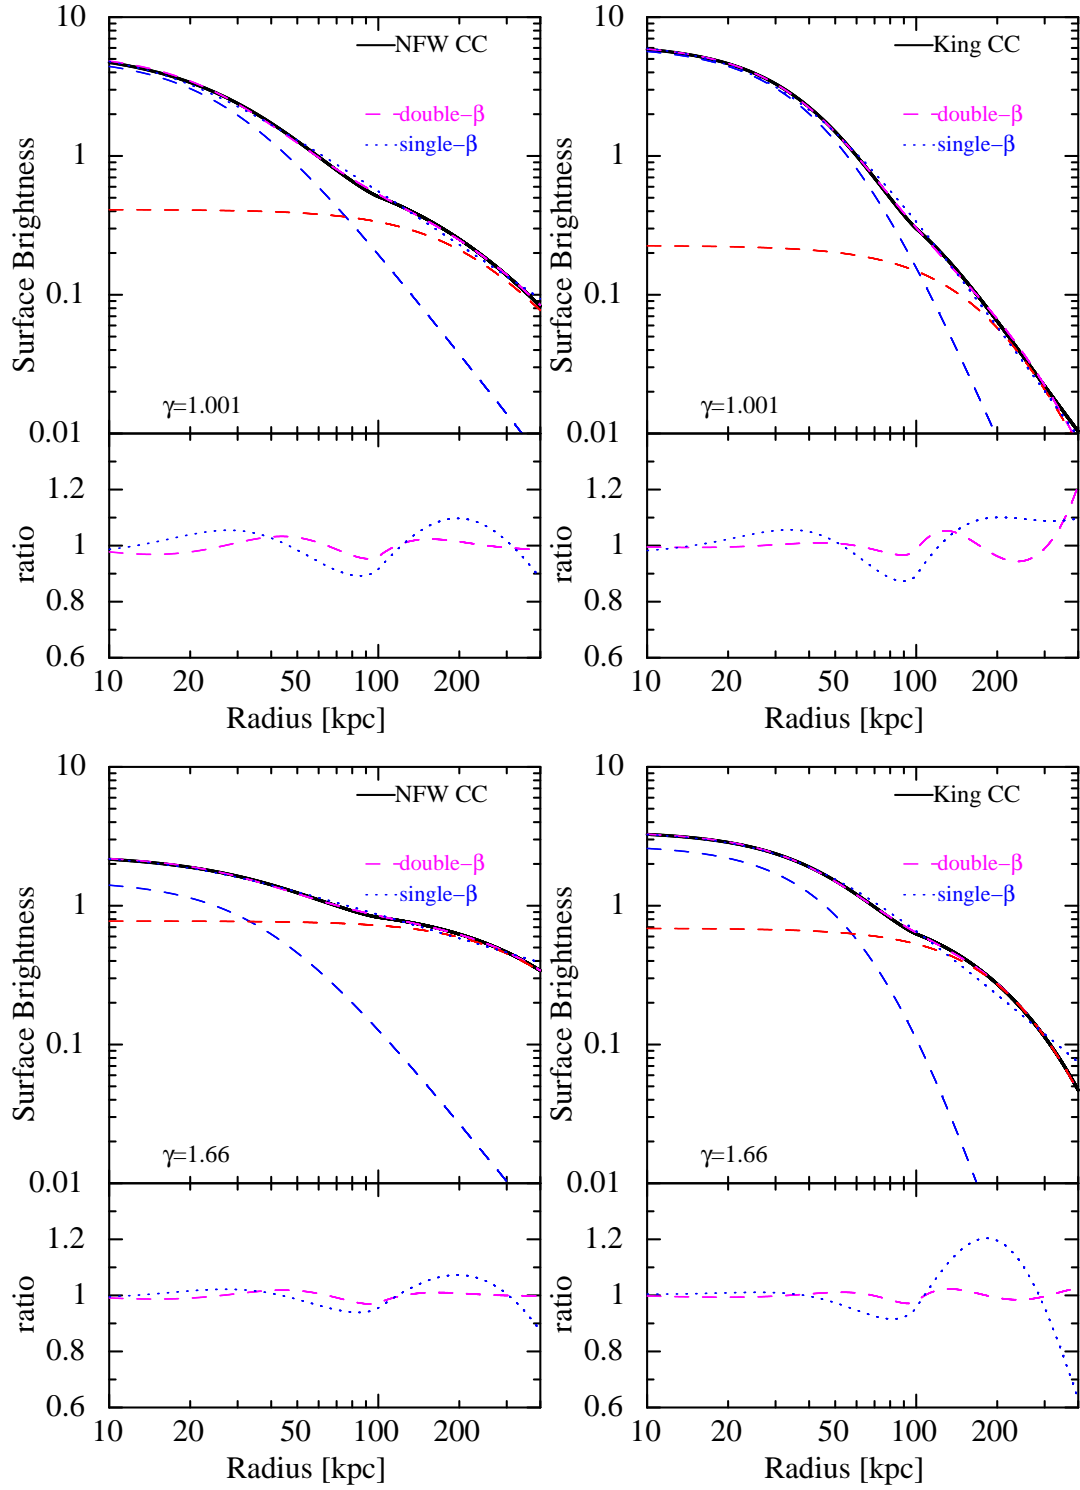 10
NFW CC
double-β
single-β
1
0.1
0.01
Surface Brightness
γ=1.001
1.2
1
0.8
0.6
ratio
10 20 50 100 200
Radius [kpc]
10
King CC
double-β
single-β
1
0.1
0.01
Surface Brightness
γ=1.001
1.2
1
0.8
0.6
ratio
10 20 50 100 200
Radius [kpc]
10
NFW CC
double-β
single-β
1
0.1
0.01
Surface Brightness
γ=1.66
1.2
1
0.8
0.6
ratio
10 20 50 100 200
Radius [kpc]
10
King CC
double-β
single-β
1
0.1
0.01
Surface Brightness
γ=1.66
1.2
1
0.8
0.6
ratio
10 20 50 100 200
Radius [kpc]